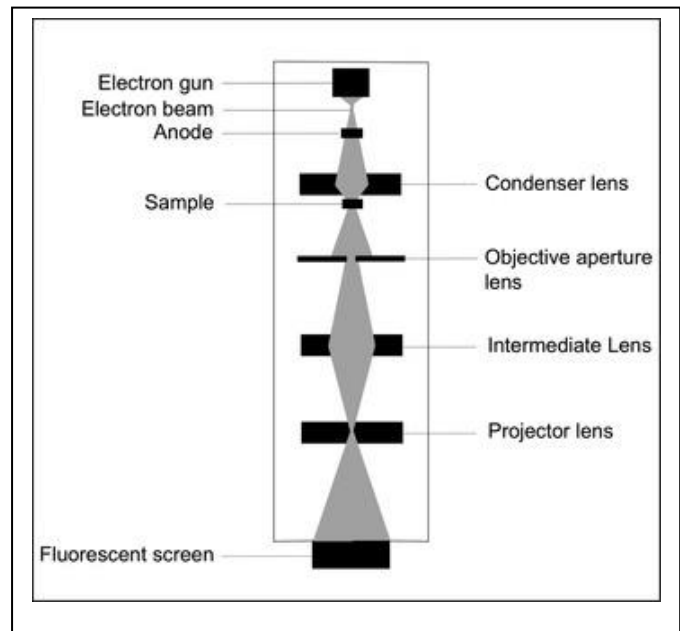 Electron gun
Electron beam
Anode
Condenser lens
Sample
Objective aperture
lens
Intermediate Lens
Projector lens
Fluorescent screen